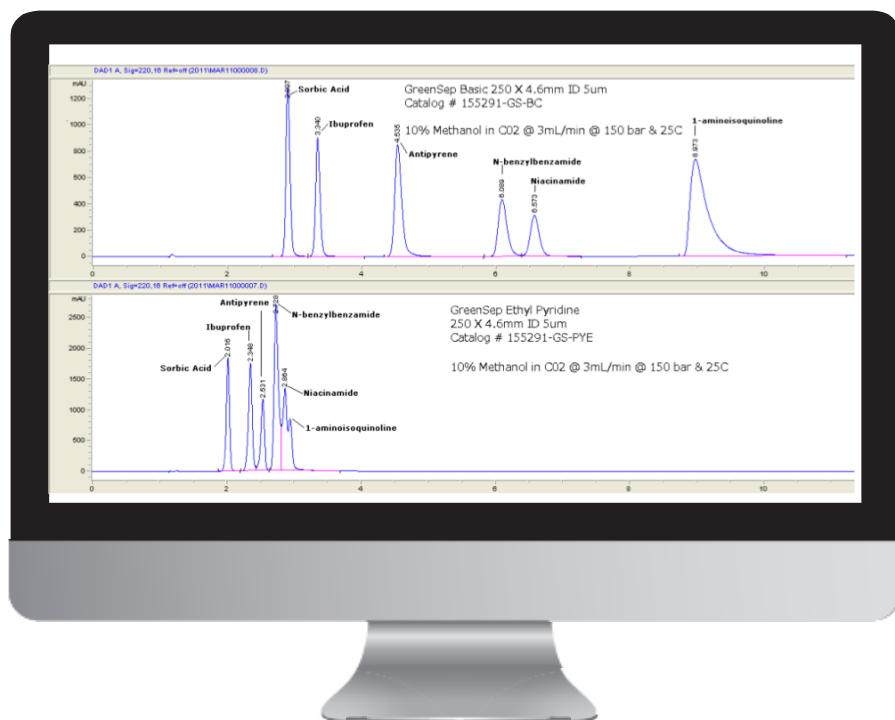 DAD1 A, Sig=220,16 Ref=off (2011\MAR11000008.D)
mAU
Sorbic Acid
GreenSep Basic 250 X 4.6mm ID 5um
Catalog # 155291-GS-BC
10% Methanol in C02 @ 3mL/min @ 150 bar & 25C
1-aminoisoquinoline
Ibuprofen
Antipyrene
N-benzylbenzamide
Niacinamide
3.340
4.535
6.089
6.573
8.973
1200
1000
800
600
400
200
0
0 2 4 6 8 10
DAD1 A, Sig=220,16 Ref=off (2011\MAR11000007.D)
mAU
Antipyrene
N-benzylbenzamide
Ibuprofen
Sorbic Acid
Niacinamide
1-aminoisoquinoline
GreenSep Ethyl Pyridine
250 X 4.6mm ID 5um
Catalog # 155291-GS-PYE
10% Methanol in C02 @ 3mL/min @ 150 bar & 25C
2.016
2.348
2.531
2.864
2500
2000
1500
1000
500
0
0 2 4 6 8 10